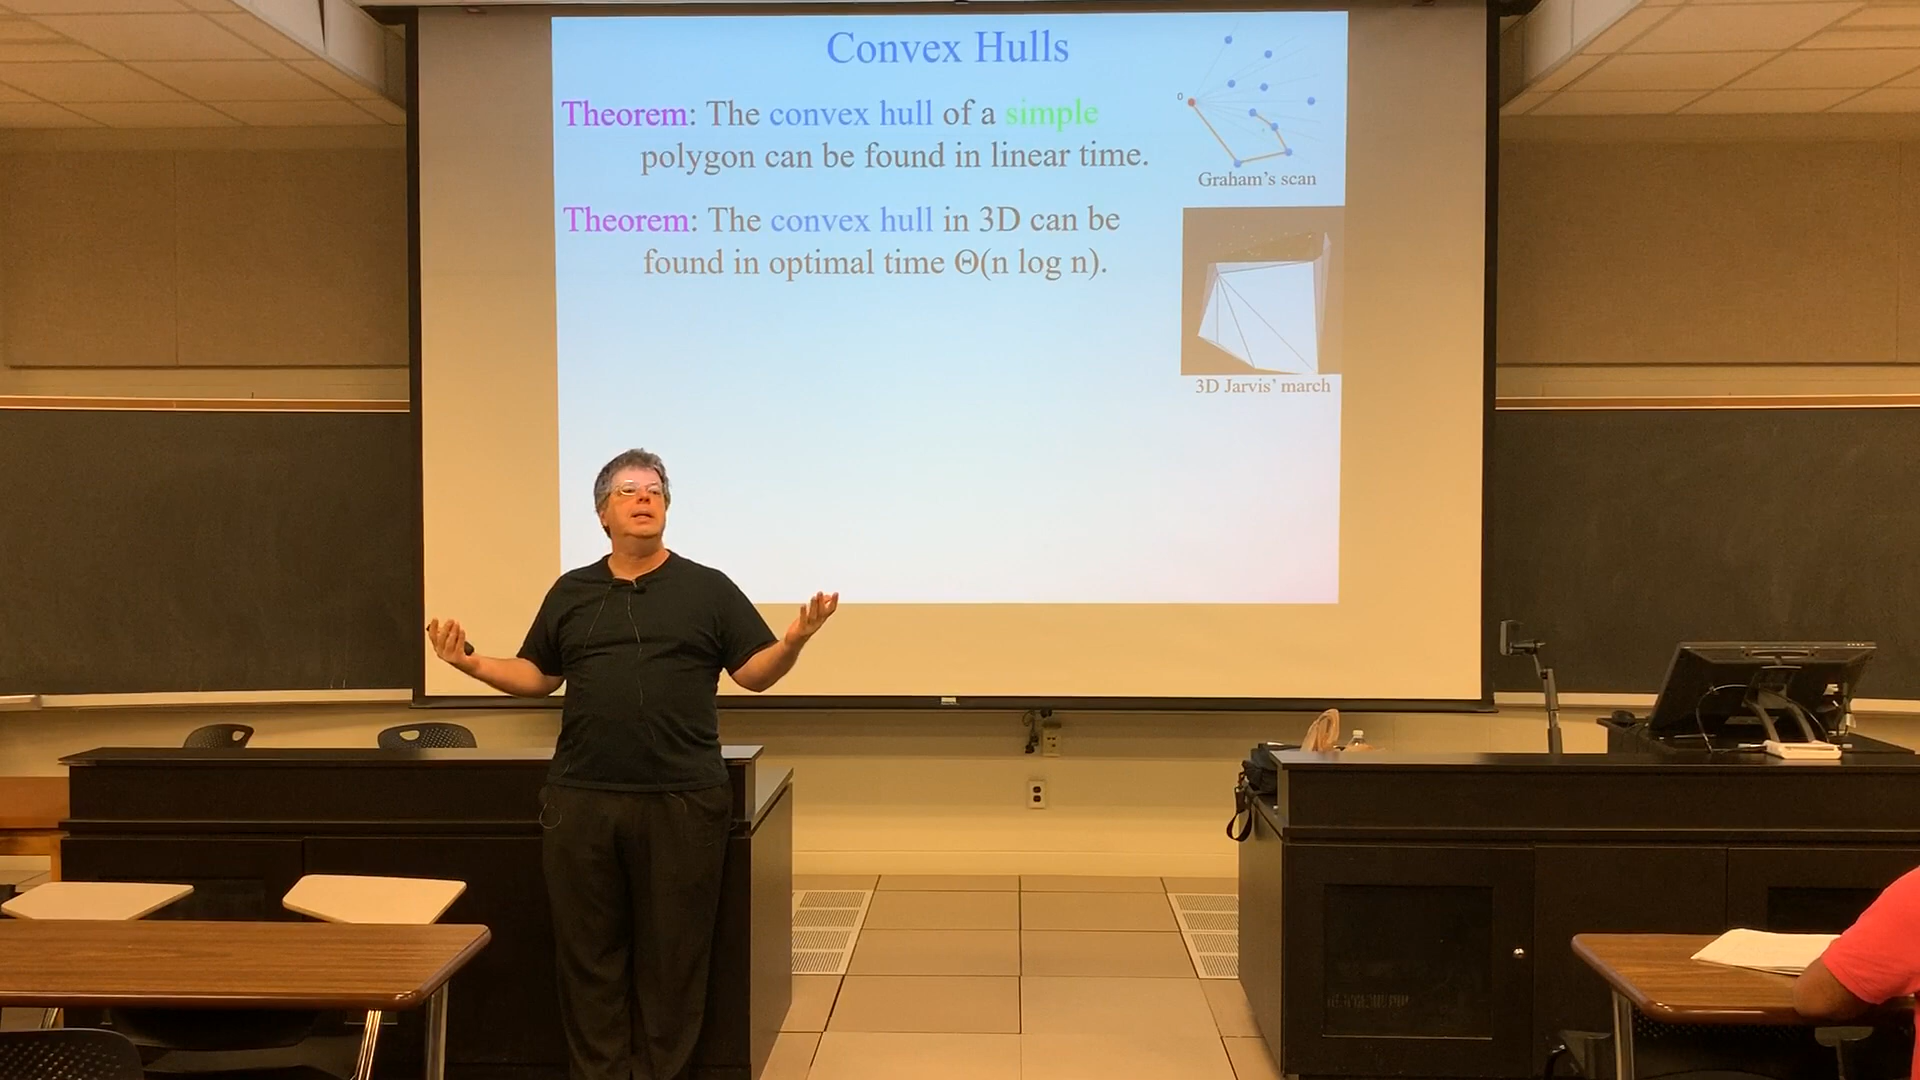 Convex Hulls
Theorem: The convex hull of a simple
polygon can be found in linear time.
Theorem: The convex hull in 3D can be
found in optimal time Θ(n log n).
0
Graham's scan
3D Jarvis' march